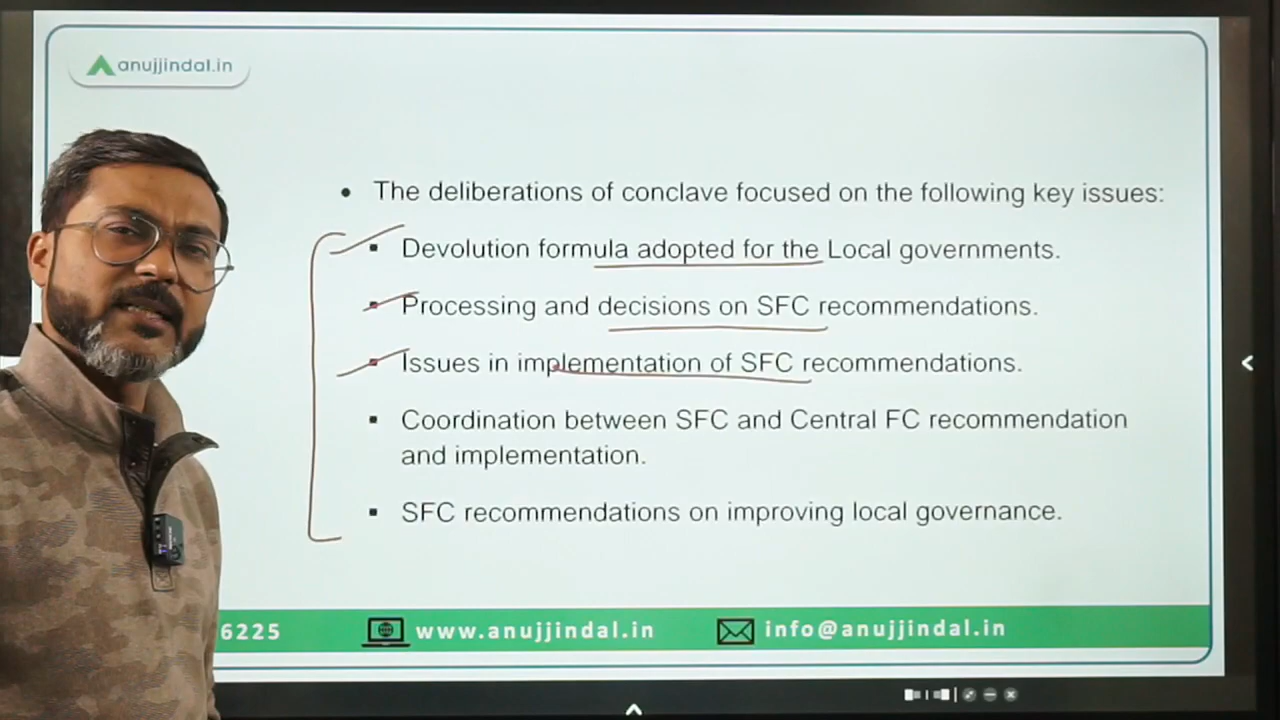 anujjindal.in
• The deliberations of conclave focused on the following key issues:
▪ Devolution formula adopted for the Local governments.
▪ Processing and decisions on SFC recommendations.
▪ Issues in implementation of SFC recommendations.
▪ Coordination between SFC and Central FC recommendation
and implementation.
▪ SFC recommendations on improving local governance.
6225 www.anujjindal.in info@anujjindal.in